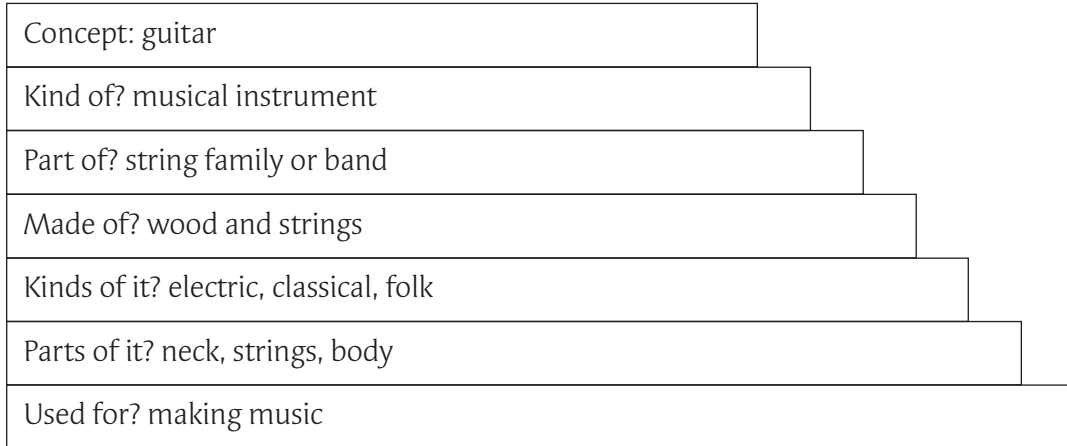 Concept: guitar
Kind of? musical instrument
Part of? string family or band
Made of? wood and strings
Kinds of it? electric, classical, folk
Parts of it? neck, strings, body
Used for? making music